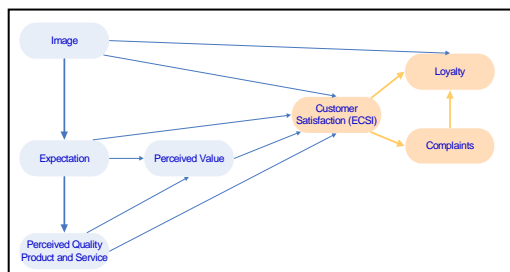 Image
Loyalty
Customer
Satisfaction (ECSI)
Complaints
Expectation
Perceived Value
Perceived Quality
Product and Service